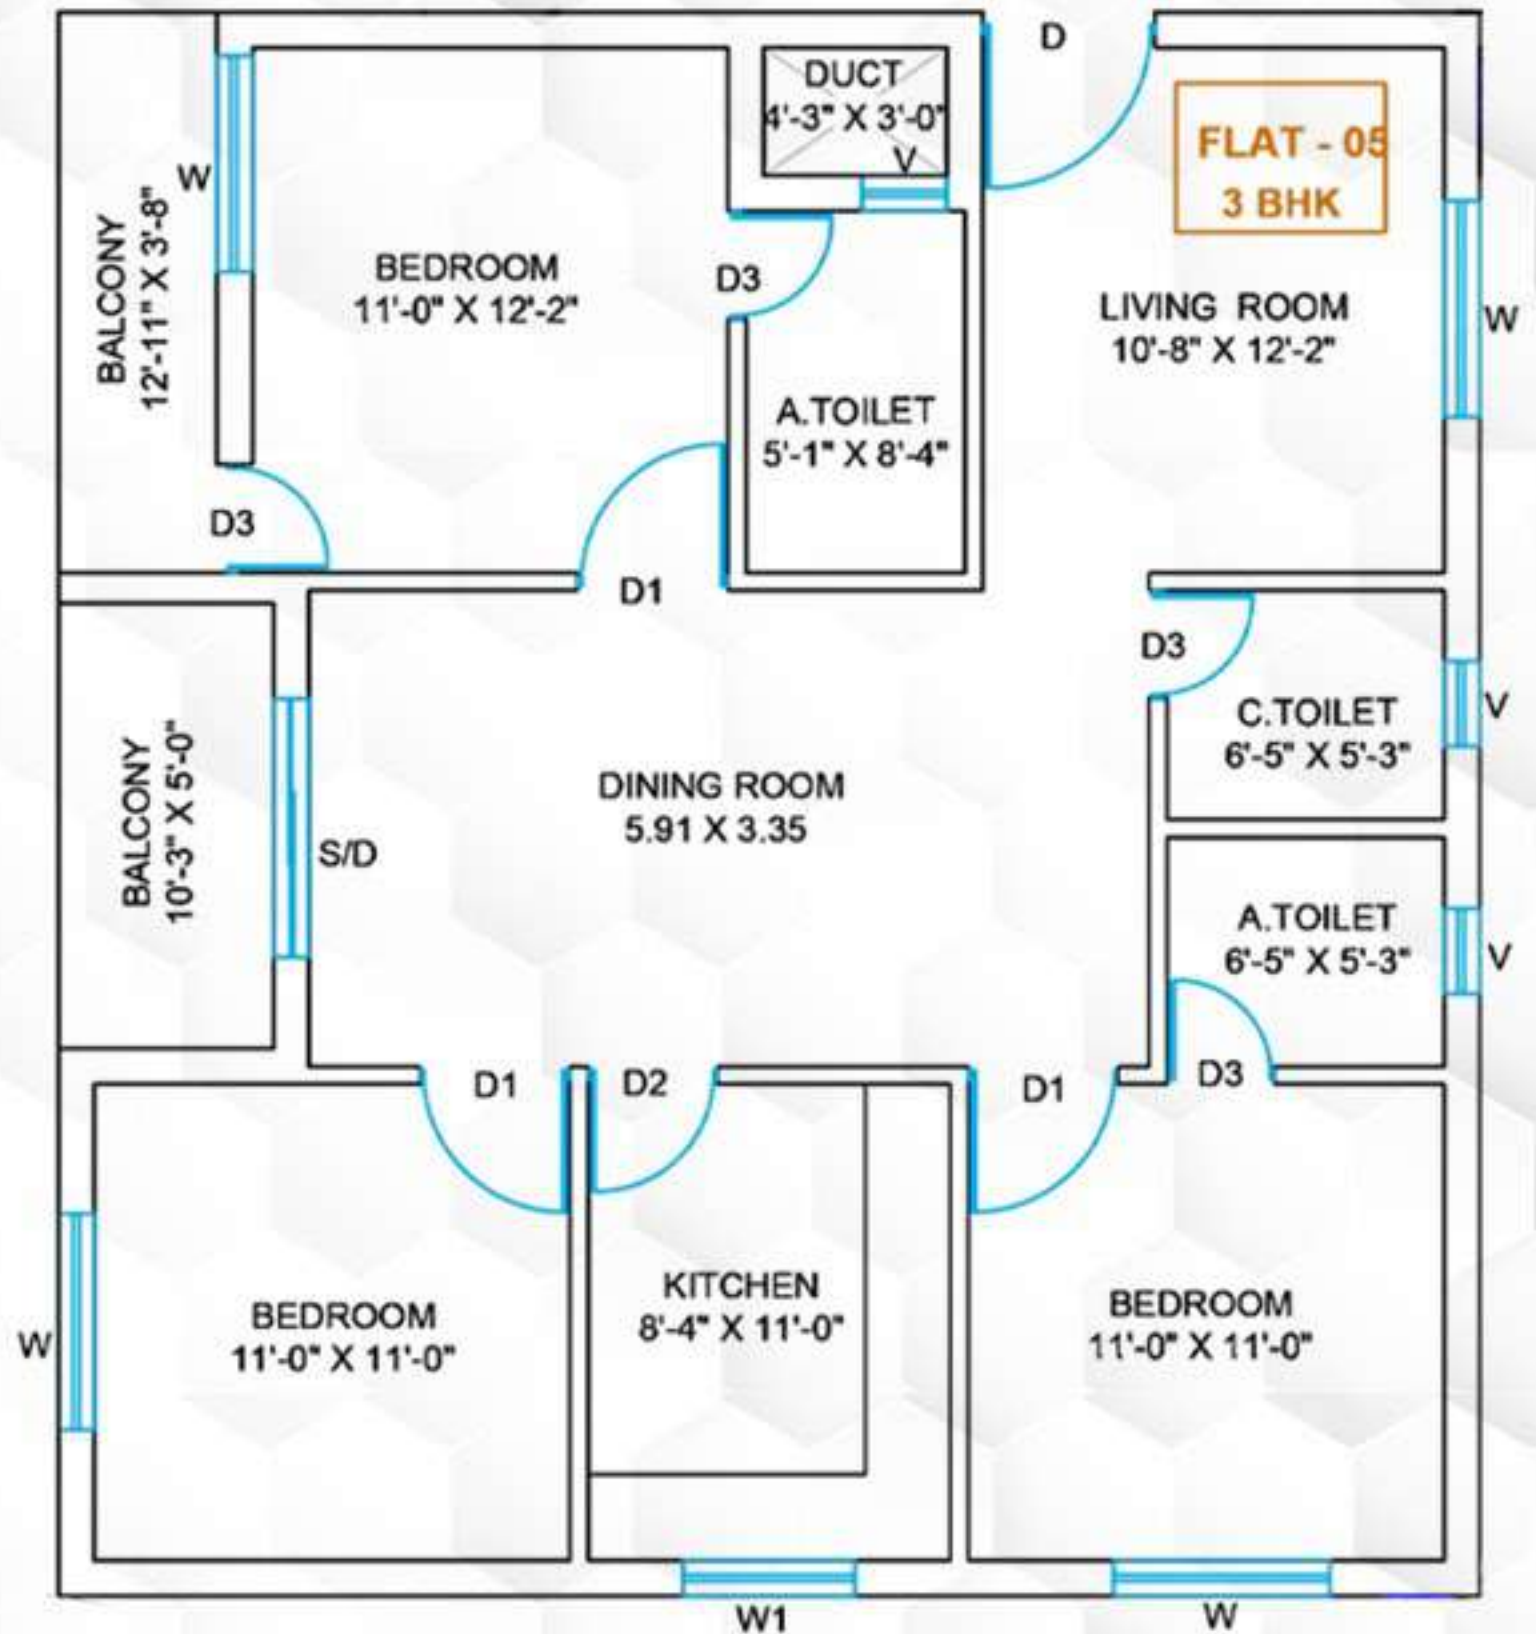 D
DUCT
4'-3" X 3'-0"
V
FLAT - 05
3 BHK
W
BALCONY
12'-11" X 3'-8"
BEDROOM
11'-0" X 12'-2"
D3
LIVING ROOM
10'-8" X 12'-2"
W
A.TOILET
5'-1" X 8'-4"
D3
D1
D3
C.TOILET
6'-5" X 5'-3"
V
BALCONY
10'-3" X 5'-0"
S/D
DINING ROOM
5.91 X 3.35
A.TOILET
6'-5" X 5'-3"
V
D1
D2
D1
D3
W
BEDROOM
11'-0" X 11'-0"
KITCHEN
8'-4" X 11'-0"
BEDROOM
11'-0" X 11'-0"
W1
W